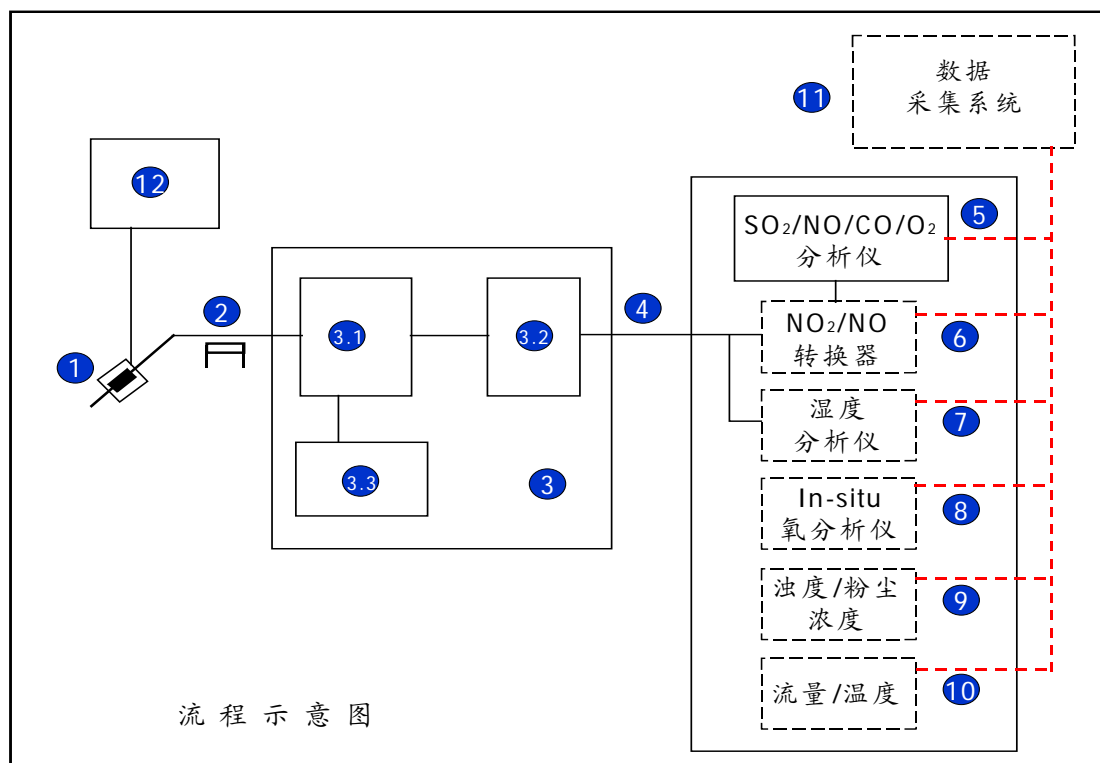 数据
采集系统
11
12
SO₂/NO/CO/O₂
分析仪
5
2
4
3.1
3.2
NO₂/NO
转换器
6
1
湿度
分析仪
7
3.3
3
In-situ
氧分析仪
8
浊度/粉尘
浓度
9
流量/温度
10
流程示意图